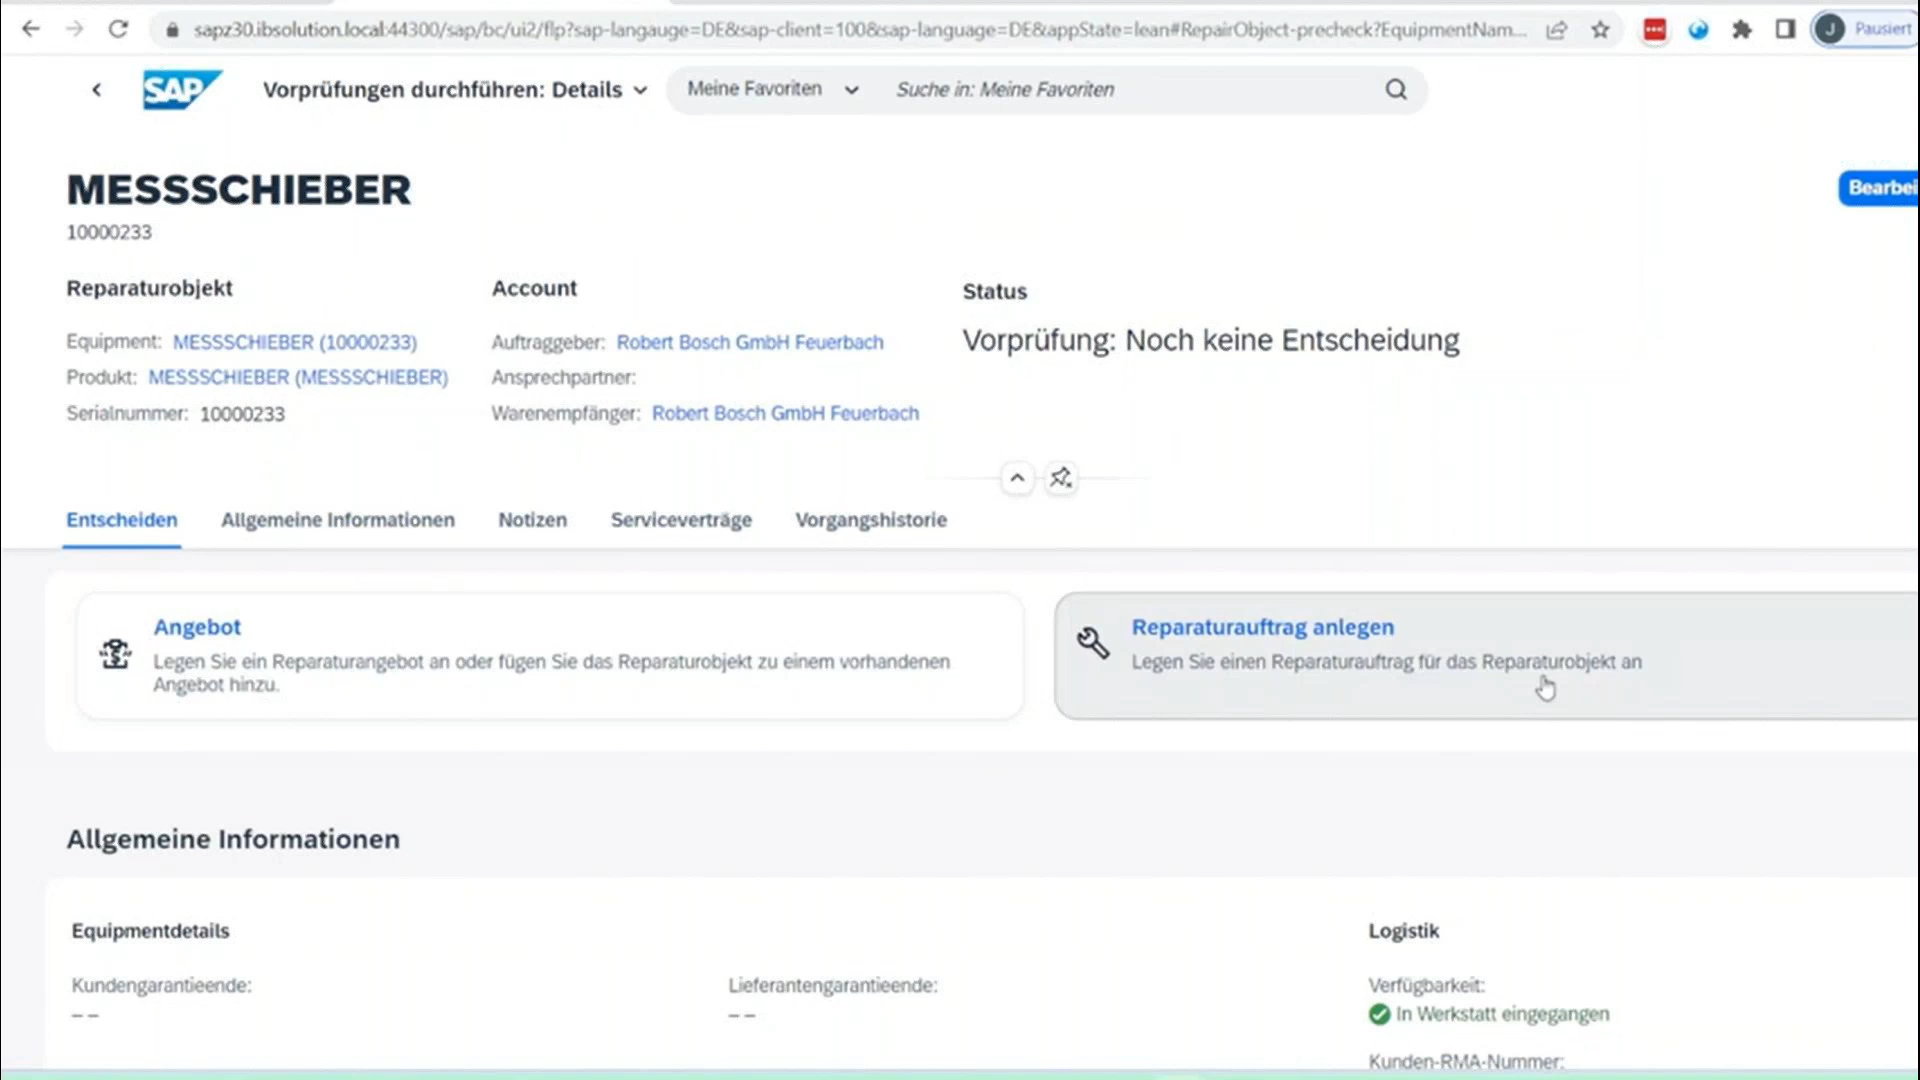 sapz30.ibsolution.local:44300/sap/bc/ui2/flp?sap-langauge=DE&sap-client=100&sap-language=DE&appState=lean#RepairObject-precheck?EquipmentNam...
J Pausiert
SAP Vorprüfungen durchführen: Details Meine Favoriten Suche in: Meine Favoriten
MESSSCHIEBER
Bearbei
10000233
Reparaturobjekt Account Status
Equipment: MESSSCHIEBER (10000233) Auftraggeber: Robert Bosch GmbH Feuerbach Vorprüfung: Noch keine Entscheidung
Produkt: MESSSCHIEBER (MESSSCHIEBER) Ansprechpartner:
Serialnummer: 10000233 Warenempfänger: Robert Bosch GmbH Feuerbach
Entscheiden Allgemeine Informationen Notizen Serviceverträge Vorgangshistorie
Angebot
Legen Sie ein Reparaturangebot an oder fügen Sie das Reparaturobjekt zu einem vorhandenen
Angebot hinzu.
Reparaturauftrag anlegen
Legen Sie einen Reparaturauftrag für das Reparaturobjekt an
Allgemeine Informationen
Equipmentdetails Logistik
Kundengarantieende: Lieferantengarantieende: Verfügbarkeit:
– – – – In Werkstatt eingegangen
Kunden-RMA-Nummer: